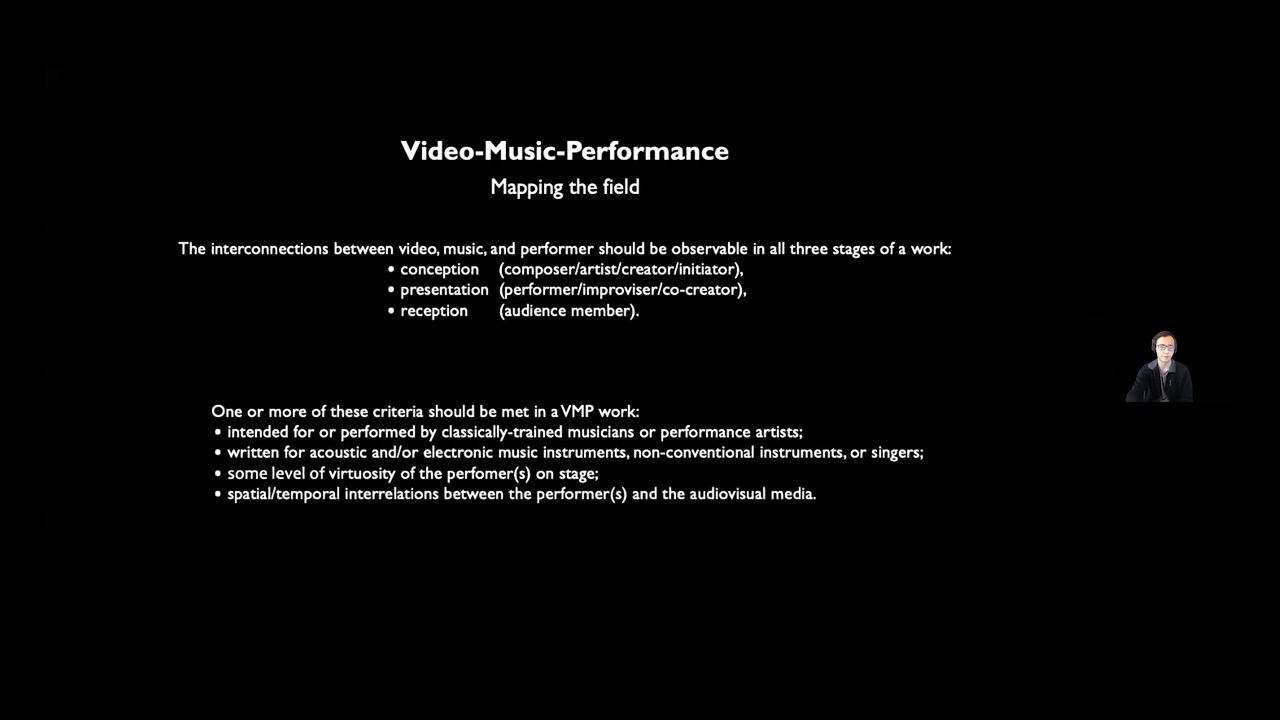 Video-Music-Performance
Mapping the field
The interconnections between video, music, and performer should be observable in all three stages of a work:
• conception (composer/artist/creator/initiator),
• presentation (performer/improviser/co-creator),
• reception (audience member).
One or more of these criteria should be met in a VMP work:
• intended for or performed by classically-trained musicians or performance artists;
• written for acoustic and/or electronic music instruments, non-conventional instruments, or singers;
• some level of virtuosity of the perfomer(s) on stage;
• spatial/temporal interrelations between the performer(s) and the audiovisual media.